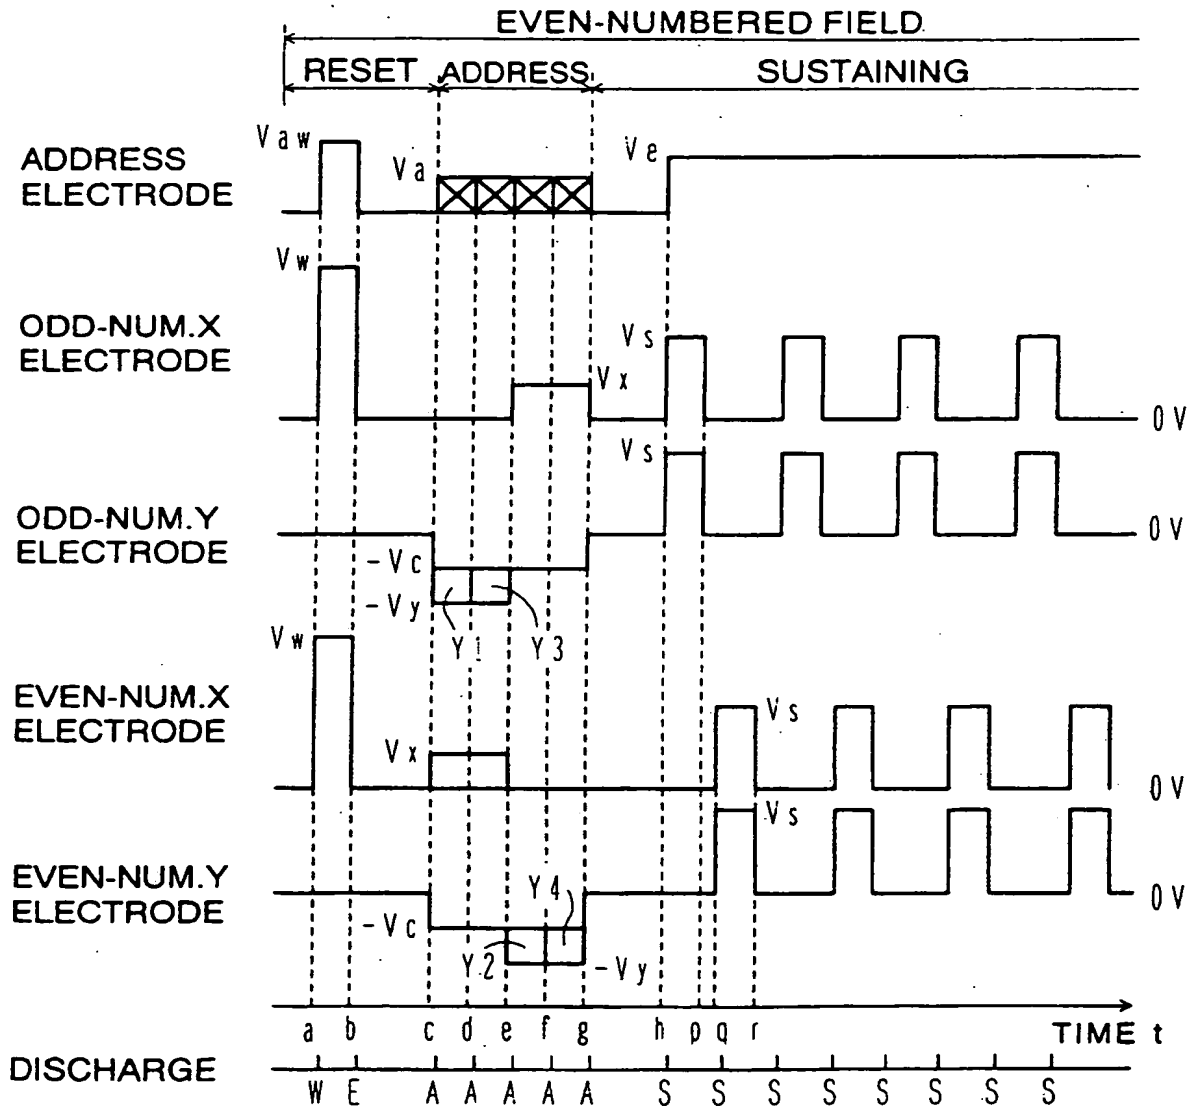 EVEN-NUMBERED FIELD
RESET ADDRESS SUSTAINING
Vaw
ADDRESS
ELECTRODE
Va
Ve
Vw
ODD-NUM.X
ELECTRODE
Vs
Vx
0V
Vs
ODD-NUM.Y
ELECTRODE
0V
-Vc
-Vy
Y1 Y3
Vw
EVEN-NUM.X
ELECTRODE
Vs
Vx
0V
Vs
EVEN-NUM.Y
ELECTRODE
Y4
0V
-Vc
Y2
-Vy
a b c d e f g h p q r TIME t
DISCHARGE
W E A A A A A S S S S S S S S